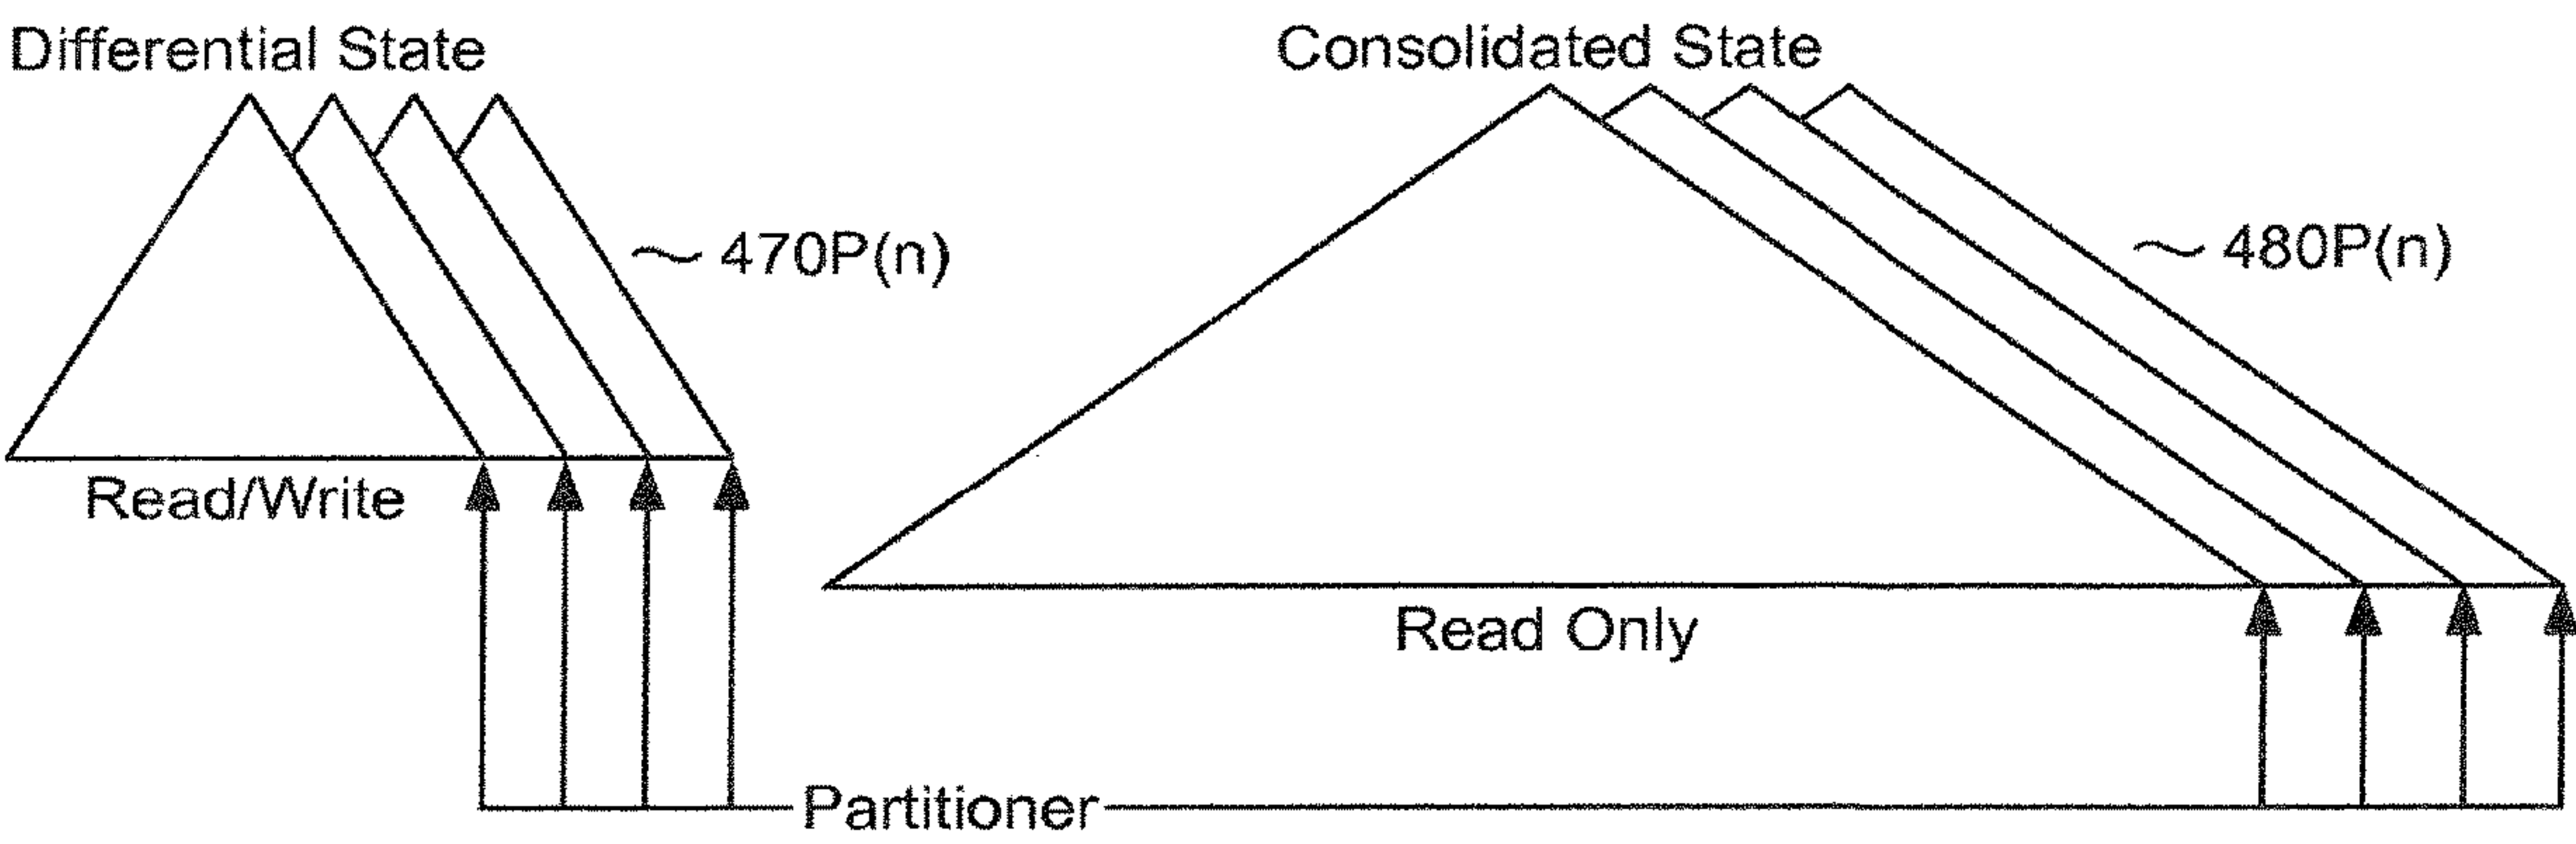 Differential State
Consolidated State
470P(n)
480P(n)
Read/Write
Read Only
Partitioner